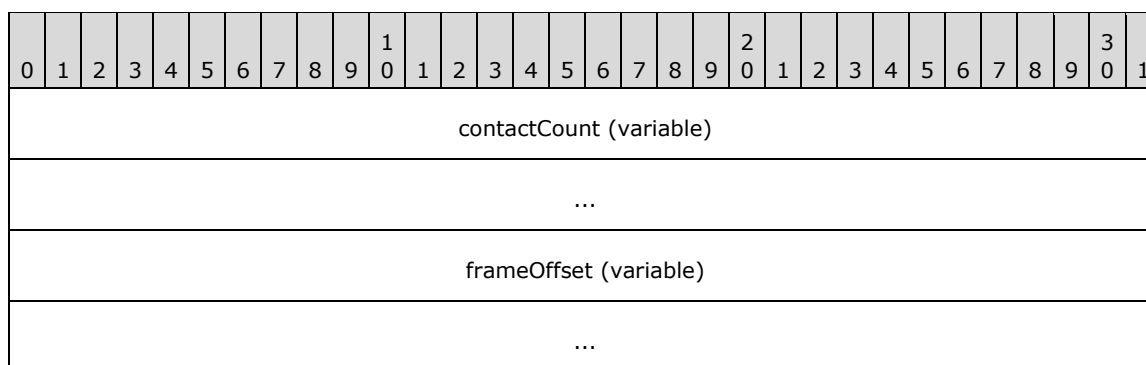 1 2 3
0 1 2 3 4 5 6 7 8 9 0 1 2 3 4 5 6 7 8 9 0 1 2 3 4 5 6 7 8 9 0 1
contactCount (variable)
...
frameOffset (variable)
...